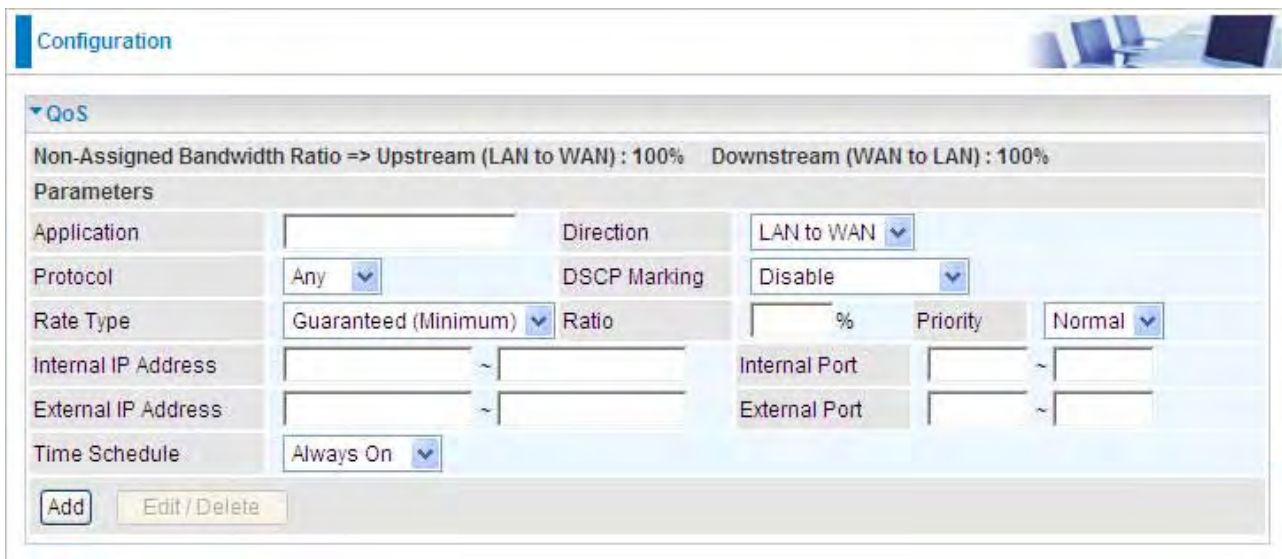 Configuration
QoS
Non-Assigned Bandwidth Ratio => Upstream (LAN to WAN) : 100% Downstream (WAN to LAN) : 100%
Parameters
Application Direction LAN to WAN
Protocol Any DSCP Marking Disable
Rate Type Guaranteed (Minimum) Ratio % Priority Normal
Internal IP Address ~ Internal Port ~
External IP Address ~ External Port ~
Time Schedule Always On
Add Edit / Delete